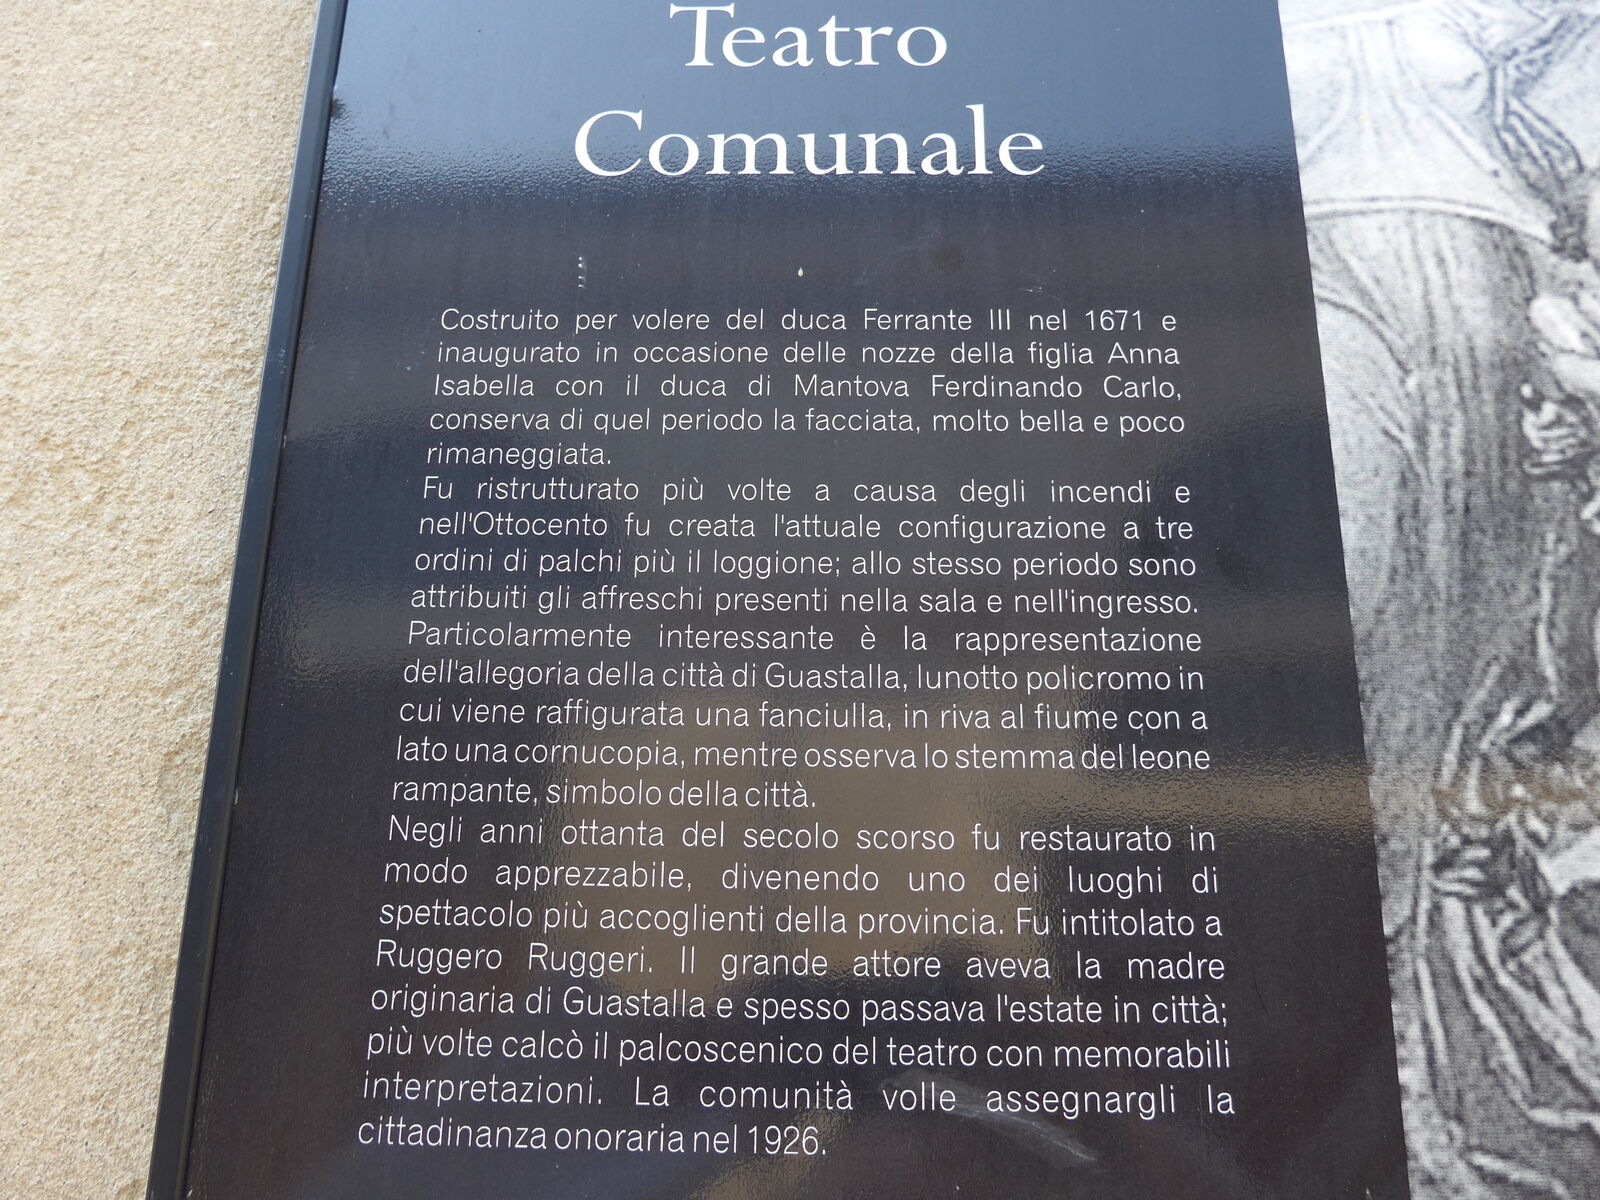 Teatro
Comunale
Costruito per volere del duca Ferrante III nel 1671 e
inaugurato in occasione delle nozze della figlia Anna
Isabella con il duca di Mantova Ferdinando Carlo,
conserva di quel periodo la facciata, molto bella e poco
rimaneggiata.
Fu ristrutturato più volte a causa degli incendi e
nell'Ottocento fu creata l'attuale configurazione a tre
ordini di palchi più il loggione; allo stesso periodo sono
attribuiti gli affreschi presenti nella sala e nell'ingresso.
Particolarmente interessante è la rappresentazione
dell'allegoria della città di Guastalla, lunotto policromo in
cui viene raffigurata una fanciulla, in riva al fiume con a
lato una cornucopia, mentre osserva lo stemma del leone
rampante, simbolo della città.
Negli anni ottanta del secolo scorso fu restaurato in
modo apprezzabile, divenendo uno dei luoghi di
spettacolo più accoglienti della provincia. Fu intitolato a
Ruggero Ruggeri. Il grande attore aveva la madre
originaria di Guastalla e spesso passava l'estate in città;
più volte calcò il palcoscenico del teatro con memorabili
interpretazioni. La comunità volle assegnargli la
cittadinanza onoraria nel 1926.